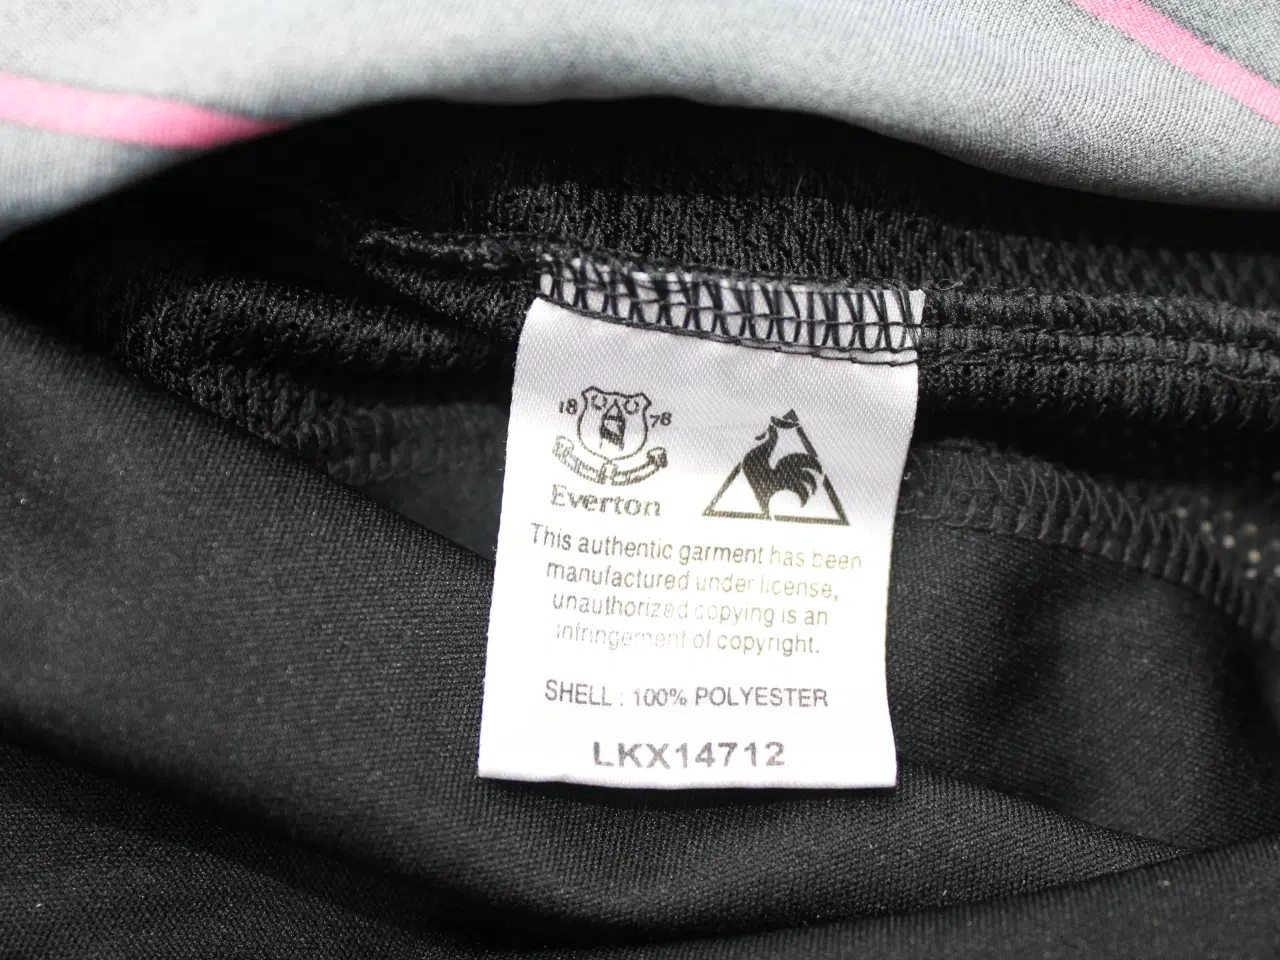 18 78
Everton
This authentic garment has been
manufactured under license,
unauthorized copying is an
infringement of copyright.
SHELL : 100% POLYESTER
LKX14712